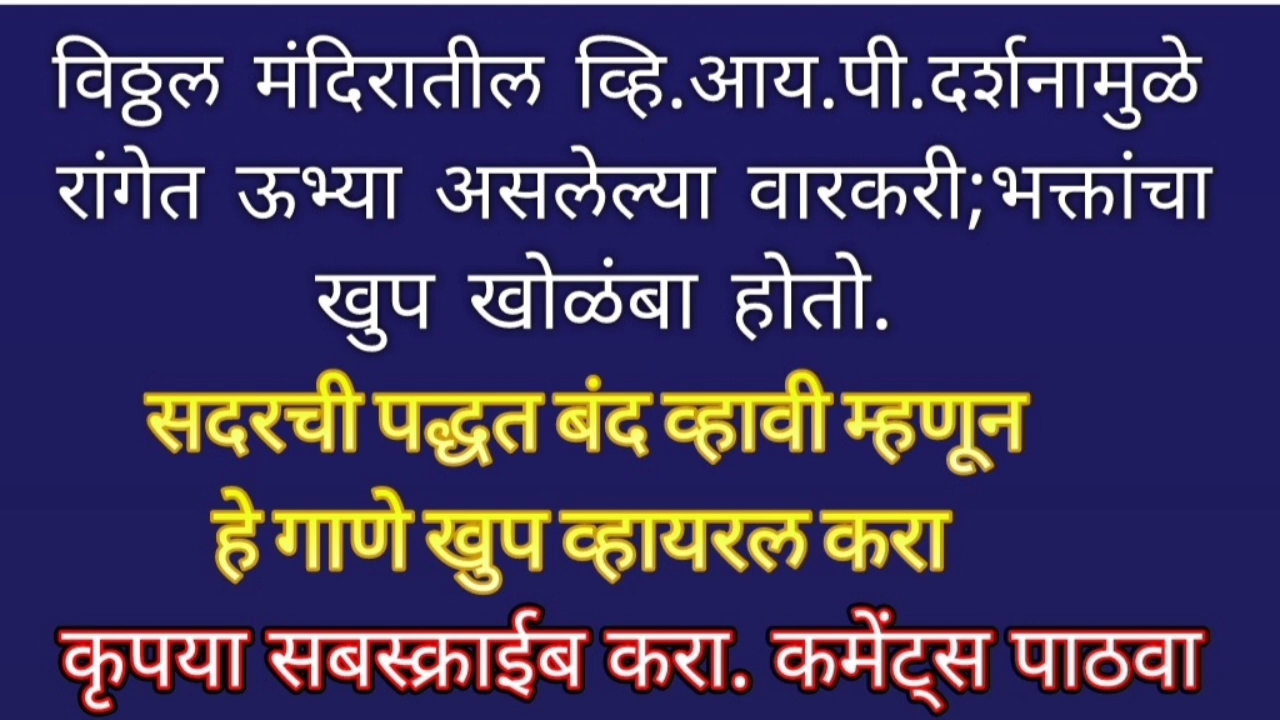 विठ्ठल मंदिरातील व्हि.आय.पी.दर्शनामुळे
रांगेत ऊभ्या असलेल्या वारकरी;भक्तांचा
खुप खोळंबा होतो.
सदरची पद्धत बंद व्हावी म्हणून
हे गाणे खुप व्हायरल करा
कृपया सबस्क्राईब करा. कमेंट्स पाठवा